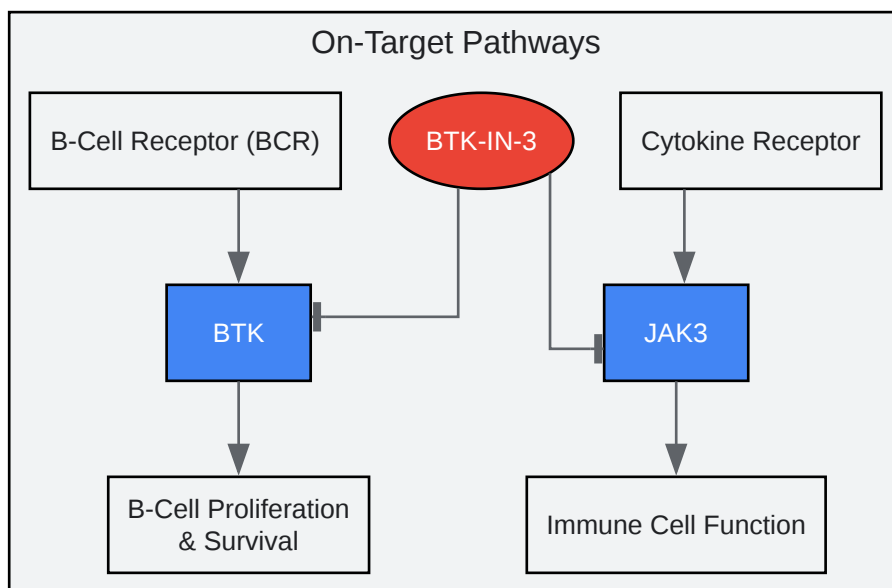 On-Target Pathways
B-Cell Receptor (BCR)
BTK-IN-3
Cytokine Receptor
BTK
JAK3
B-Cell Proliferation
& Survival
Immune Cell Function